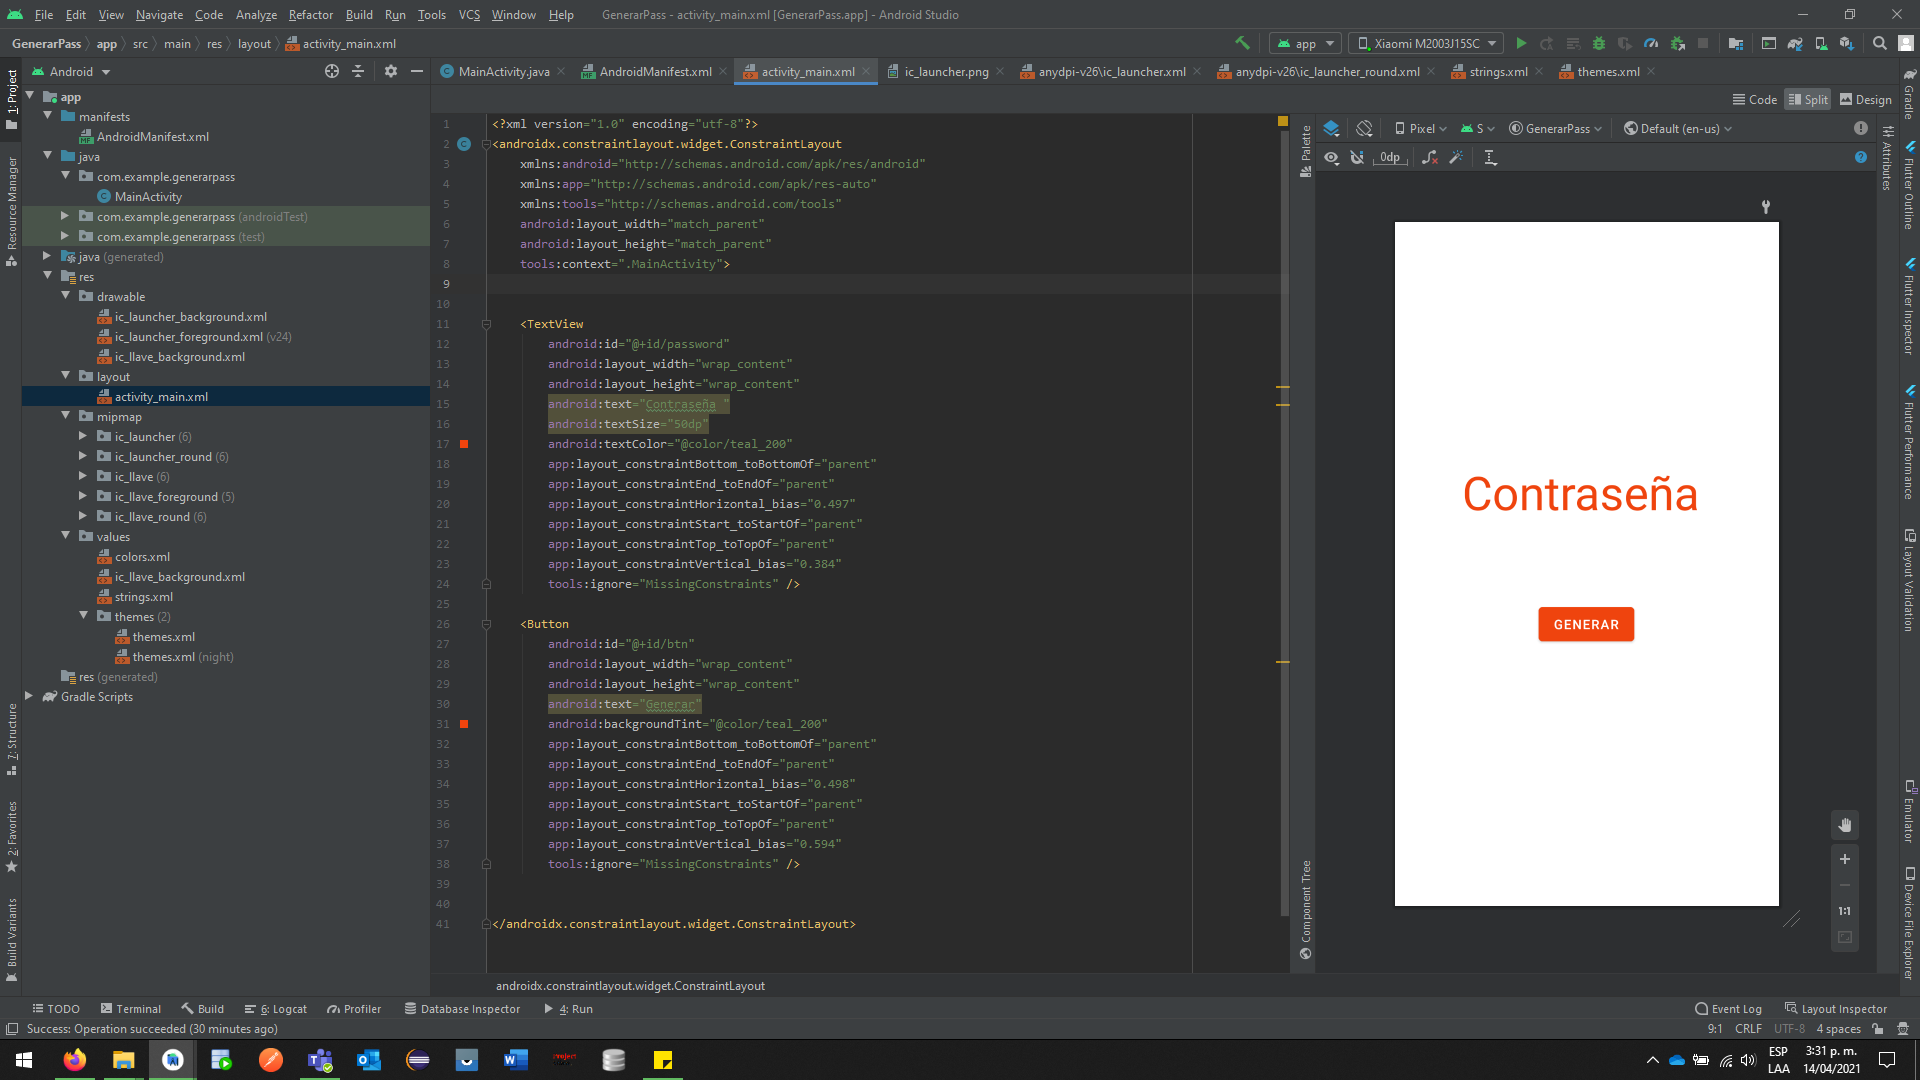 File Edit View Navigate Code Analyze Refactor Build Run Tools VCS Window Help GenerarPass - activity_main.xml [GenerarPass.app] - Android Studio
GenerarPass app src main res layout activity_main.xml app Xiaomi M2003J15SC
Android MainActivity.java AndroidManifest.xml activity_main.xml ic_launcher.png anydpi-v26\ic_launcher.xml anydpi-v26\ic_launcher_round.xml strings.xml themes.xml
Code Split Design
Pixel S GenerarPass Default (en-us)
0dp
1: Project
Resource Manager
7: Structure
2: Favorites
Build Variants
app
manifests
AndroidManifest.xml
java
com.example.generarpass
MainActivity
com.example.generarpass (androidTest)
com.example.generarpass (test)
java (generated)
res
drawable
ic_launcher_background.xml
ic_launcher_foreground.xml (v24)
ic_llave_background.xml
layout
activity_main.xml
mipmap
ic_launcher (6)
ic_launcher_round (6)
ic_llave (6)
ic_llave_foreground (5)
ic_llave_round (6)
values
colors.xml
ic_llave_background.xml
strings.xml
themes (2)
themes.xml
themes.xml (night)
res (generated)
Gradle Scripts
1 <?xml version="1.0" encoding="utf-8"?>
2 <androidx.constraintlayout.widget.ConstraintLayout
3 xmlns:android="http://schemas.android.com/apk/res/android"
4 xmlns:app="http://schemas.android.com/apk/res-auto"
5 xmlns:tools="http://schemas.android.com/tools"
6 android:layout_width="match_parent"
7 android:layout_height="match_parent"
8 tools:context=".MainActivity">
9
10
11 <TextView
12 android:id="@+id/password"
13 android:layout_width="wrap_content"
14 android:layout_height="wrap_content"
15 android:text="Contraseña "
16 android:textSize="50dp"
17 android:textColor="@color/teal_200"
18 app:layout_constraintBottom_toBottomOf="parent"
19 app:layout_constraintEnd_toEndOf="parent"
20 app:layout_constraintHorizontal_bias="0.497"
21 app:layout_constraintStart_toStartOf="parent"
22 app:layout_constraintTop_toTopOf="parent"
23 app:layout_constraintVertical_bias="0.384"
24 tools:ignore="MissingConstraints" />
25
26 <Button
27 android:id="@+id/btn"
28 android:layout_width="wrap_content"
29 android:layout_height="wrap_content"
30 android:text="Generar"
31 android:backgroundTint="@color/teal_200"
32 app:layout_constraintBottom_toBottomOf="parent"
33 app:layout_constraintEnd_toEndOf="parent"
34 app:layout_constraintHorizontal_bias="0.498"
35 app:layout_constraintStart_toStartOf="parent"
36 app:layout_constraintTop_toTopOf="parent"
37 app:layout_constraintVertical_bias="0.594"
38 tools:ignore="MissingConstraints" />
39
40
41 </androidx.constraintlayout.widget.ConstraintLayout>
androidx.constraintlayout.widget.ConstraintLayout
Palette
Component Tree
Contraseña
GENERAR
1:1
Attributes
Gradle
Flutter Outline
Flutter Inspector
Flutter Performance
Layout Validation
Emulator
Device File Explorer
TODO Terminal Build 6: Logcat Profiler Database Inspector 4: Run Event Log Layout Inspector
Success: Operation succeeded (30 minutes ago) 9:1 CRLF UTF-8 4 spaces
ESP 3:31 p. m.
LAA 14/04/2021